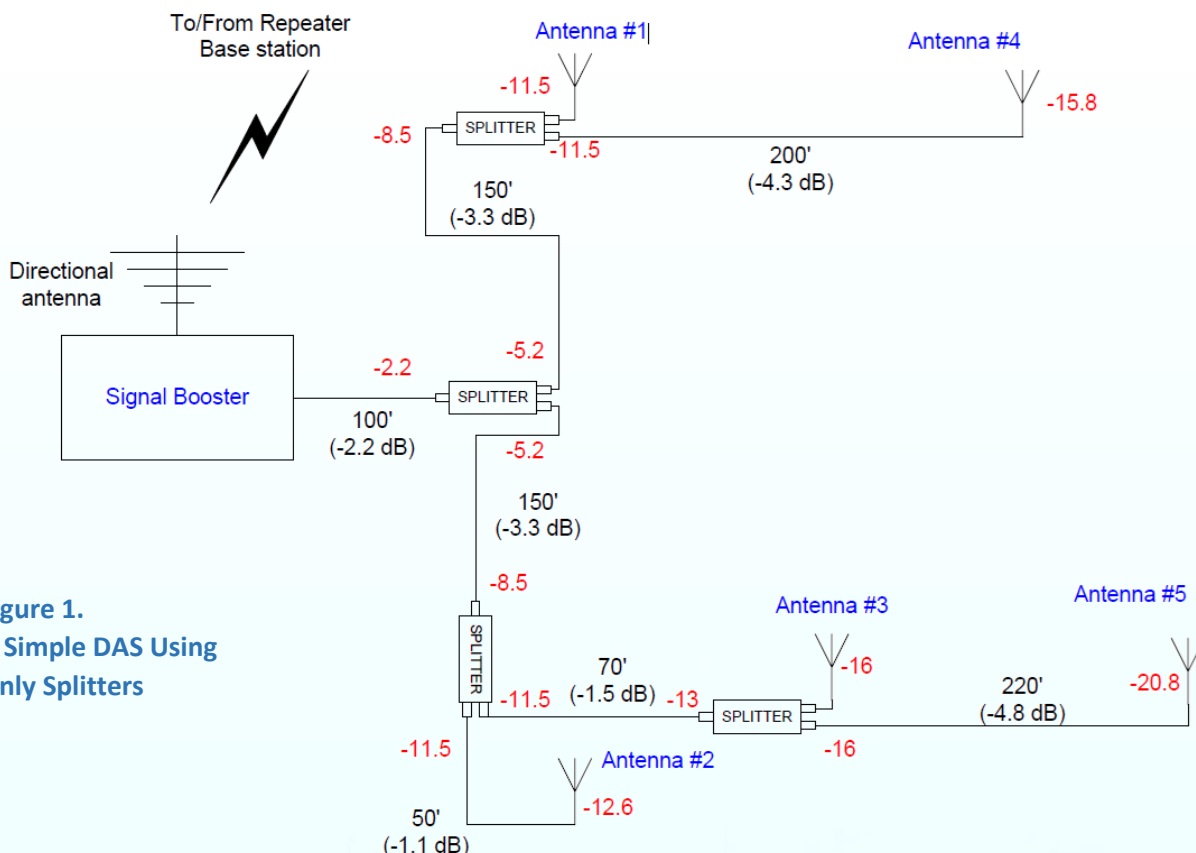 To/From Repeater
Base station
Antenna #1
Antenna #4
-11.5
-15.8
-8.5
SPLITTER
-11.5
200'
(-4.3 dB)
150'
(-3.3 dB)
Directional
antenna
-5.2
-2.2
Signal Booster
SPLITTER
100'
(-2.2 dB)
-5.2
150'
(-3.3 dB)
-8.5
gure 1.
Simple DAS Using
nly Splitters
SPLITTER
Antenna #3
Antenna #5
-16
70'
(-1.5 dB)
-11.5
-13
SPLITTER
220'
(-4.8 dB)
-20.8
-16
-11.5
Antenna #2
-12.6
50'
(-1.1 dB)